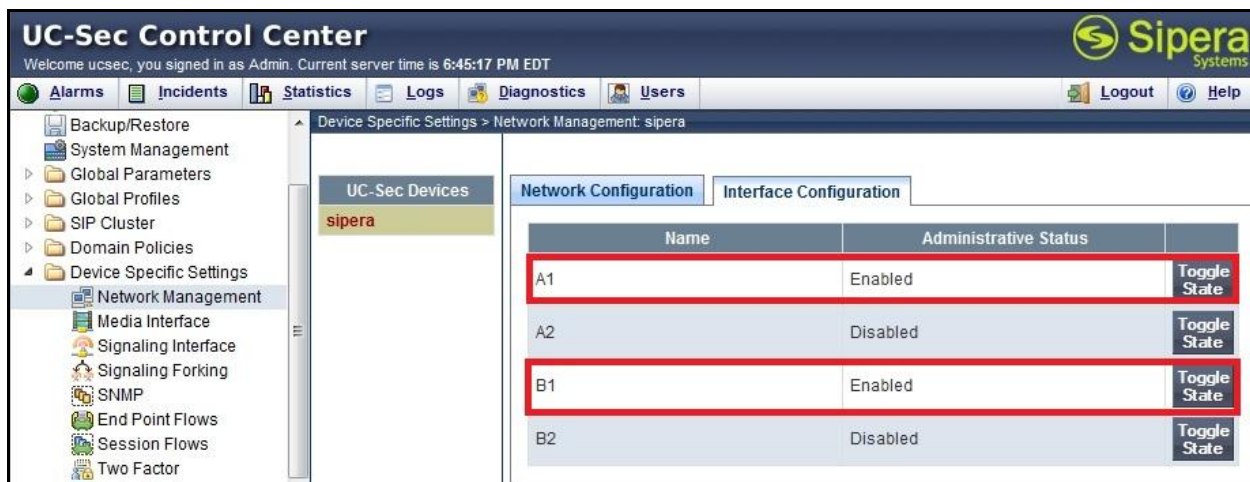 UC-Sec Control Center
Sipera
Systems
Welcome ucsec, you signed in as Admin. Current server time is 6:45:17 PM EDT
Alarms Incidents Statistics Logs Diagnostics Users Logout Help
Backup/Restore
System Management
Global Parameters
Global Profiles
SIP Cluster
Domain Policies
Device Specific Settings
Network Management
Media Interface
Signaling Interface
Signaling Forking
SNMP
End Point Flows
Session Flows
Two Factor
Device Specific Settings > Network Management: sipera
UC-Sec Devices
sipera
Network Configuration Interface Configuration
Name Administrative Status
A1 Enabled Toggle State
A2 Disabled Toggle State
B1 Enabled Toggle State
B2 Disabled Toggle State